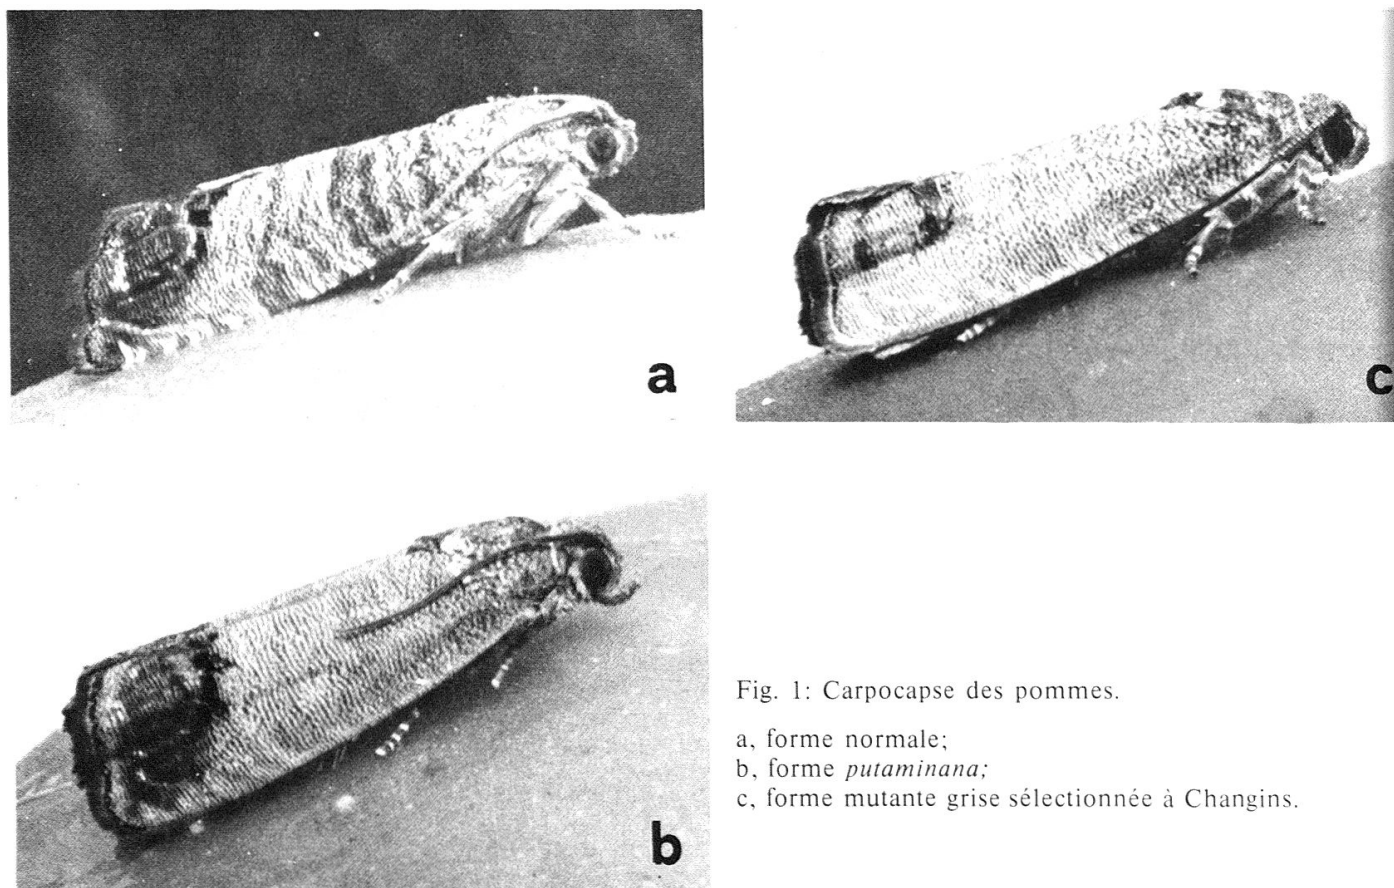 a
c
b
Fig. 1: Carpocapse des pommes.
a, forme normale;
b, forme putaminana;
c, forme mutante grise sélectionnée à Changins.